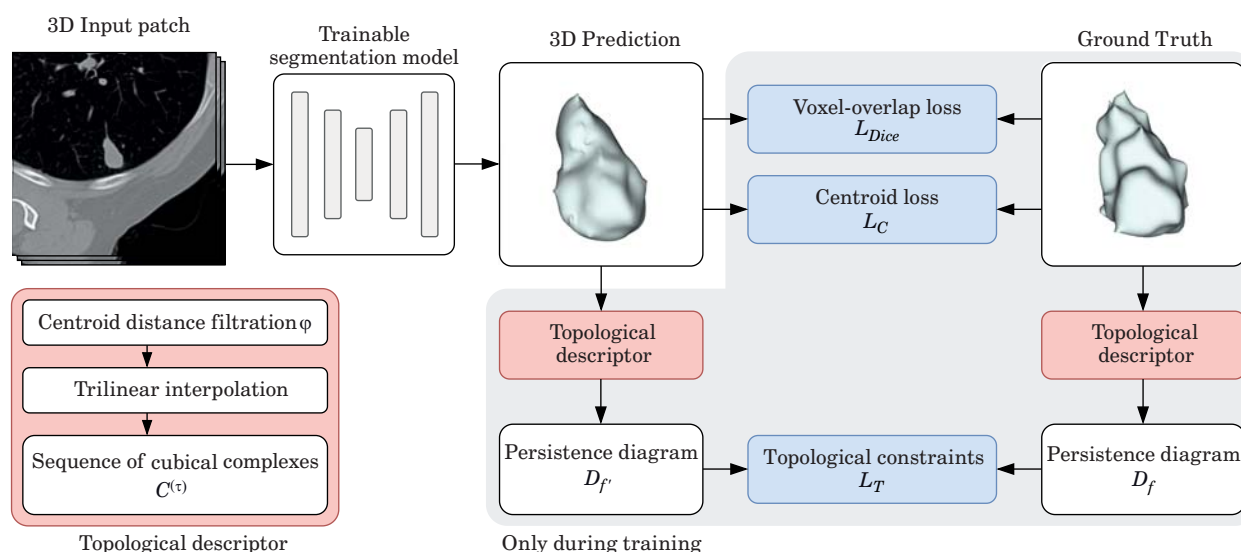 3D Input patch
Trainable
segmentation model
3D Prediction
Ground Truth
Voxel-overlap loss
L_Dice
Centroid loss
L_C
Centroid distance filtration φ
Trilinear interpolation
Sequence of cubical complexes
C^(τ)
Topological descriptor
Topological
descriptor
Topological
descriptor
Persistence diagram
D_f'
Topological constraints
L_T
Persistence diagram
D_f
Only during training